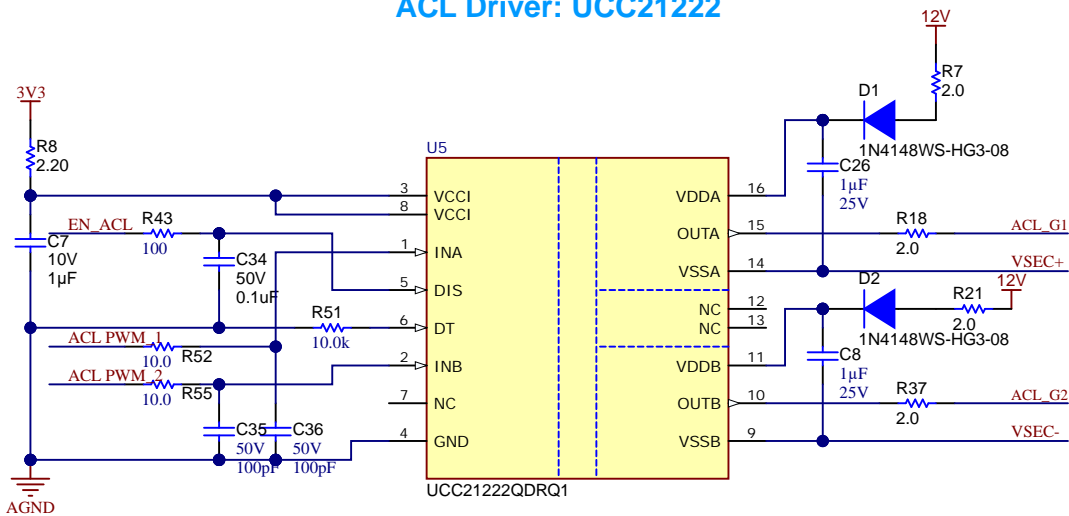 ACL Driver: UCC21222
12V
R7
2.0
D1
1N4148WS-HG3-08
3V3
R8
2.20
U5
C26
1µF
25V
3
VCCI
8
VCCI
VDDA
16
EN_ACL
R43
100
C7
10V
1µF
1
INA
OUTA
15
R18
2.0
ACL_G1
C34
50V
0.1uF
5
DIS
VSSA
14
VSEC+
D2
12V
R21
2.0
1N4148WS-HG3-08
NC
12
NC
13
R51
10.0k
6
DT
ACL PWM_1
10.0
R52
C8
1µF
25V
2
INB
VDDB
11
ACL PWM_2
10.0
R55
7
NC
OUTB
10
R37
2.0
ACL_G2
C35
50V
100pF
C36
50V
100pF
4
GND
VSSB
9
VSEC-
AGND
UCC21222QDRQ1